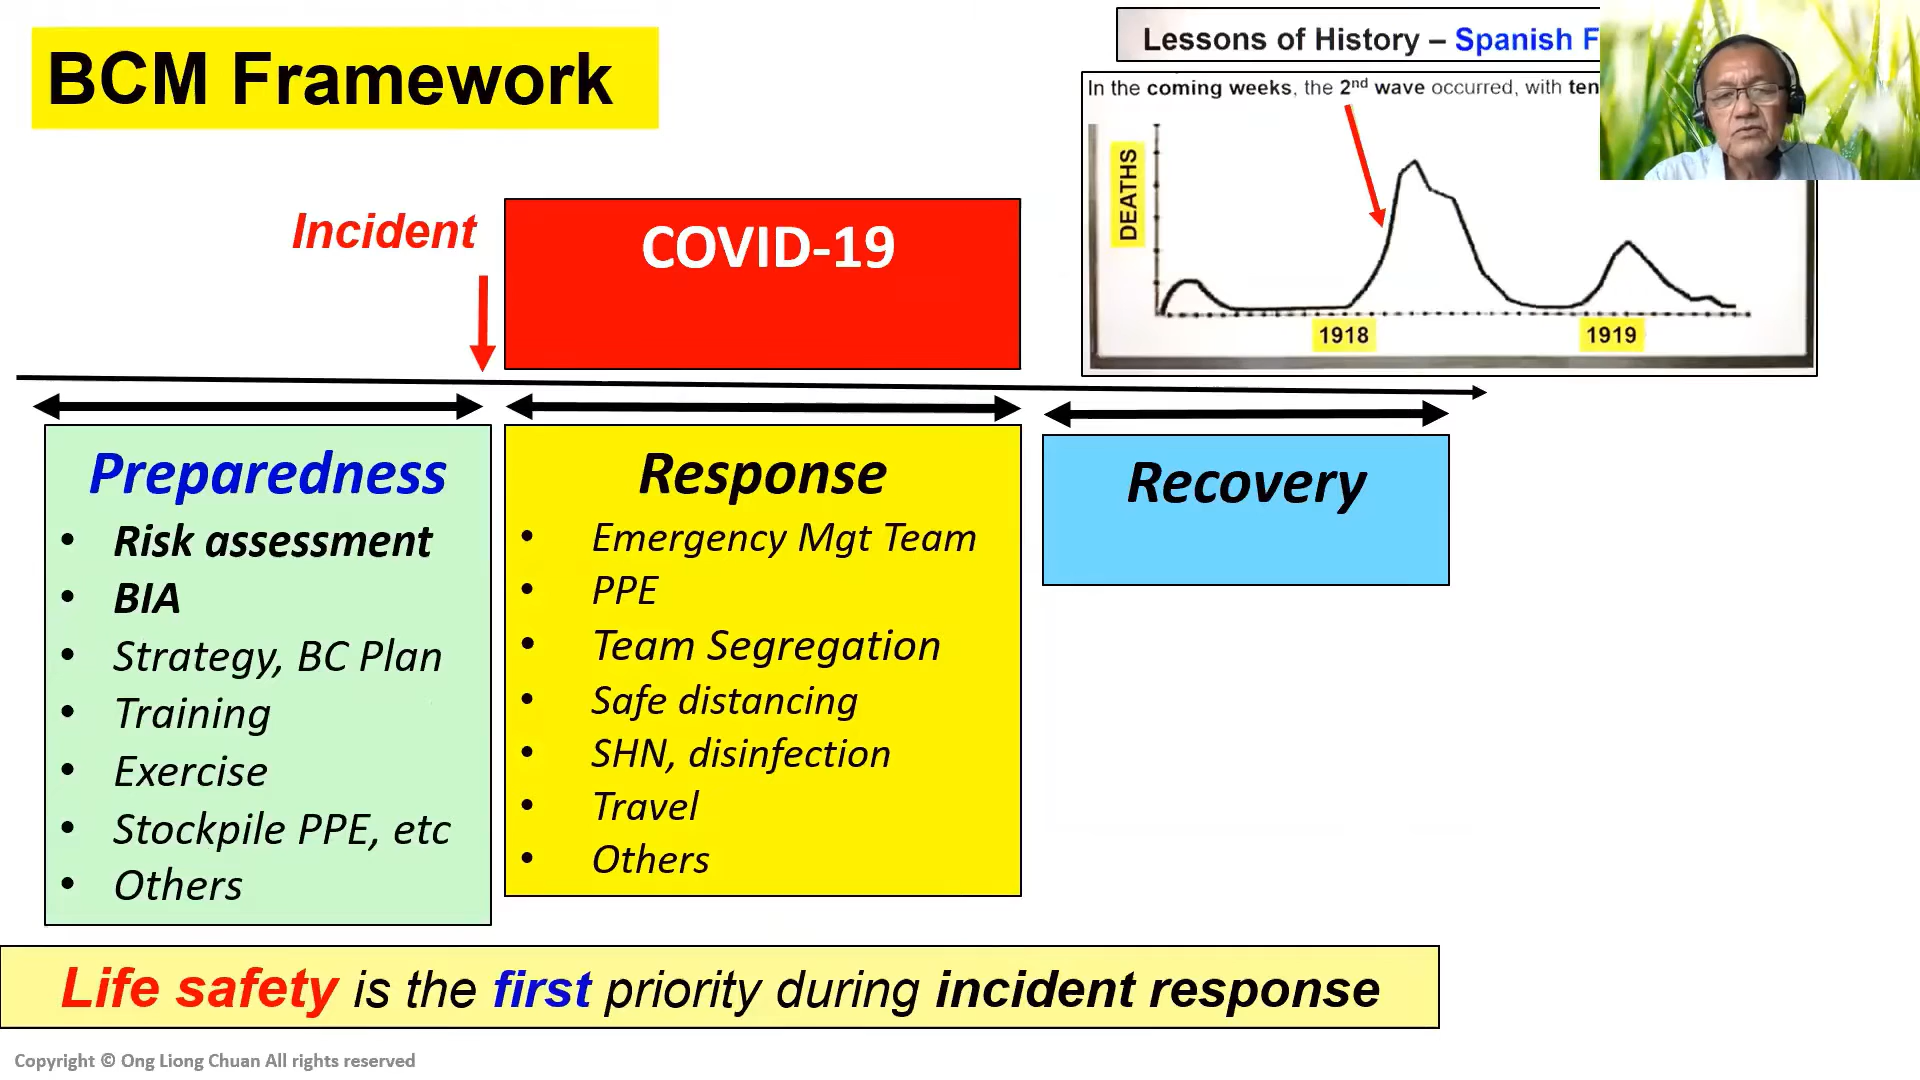 BCM Framework
Lessons of History – Spanish
In the coming weeks, the 2nd wave occurred, with
DEATHS
1918
1919
Incident
COVID-19
Preparedness
• Risk assessment
• BIA
• Strategy, BC Plan
• Training
• Exercise
• Stockpile PPE, etc
• Others
Response
• Emergency Mgt Team
• PPE
• Team Segregation
• Safe distancing
• SHN, disinfection
• Travel
• Others
Recovery
Life safety is the first priority during incident response
Copyright © Ong Liong Chuan All rights reserved